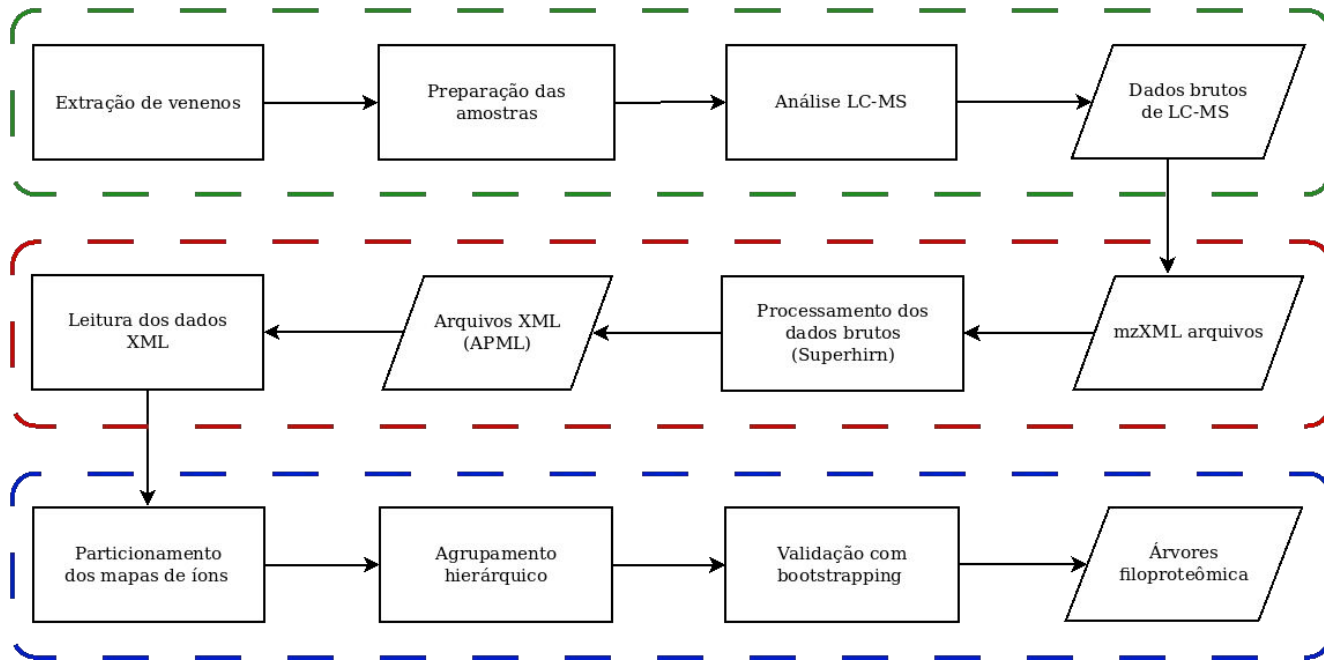 Extração de venenos
Preparação das
amostras
Análise LC-MS
Dados brutos
de LC-MS
Leitura dos dados
XML
Arquivos XML
(APML)
Processamento dos
dados brutos
(Superhirn)
mzXML arquivos
Particionamento
dos mapas de íons
Agrupamento
hierárquico
Validação com
bootstrapping
Árvores
filoproteômica